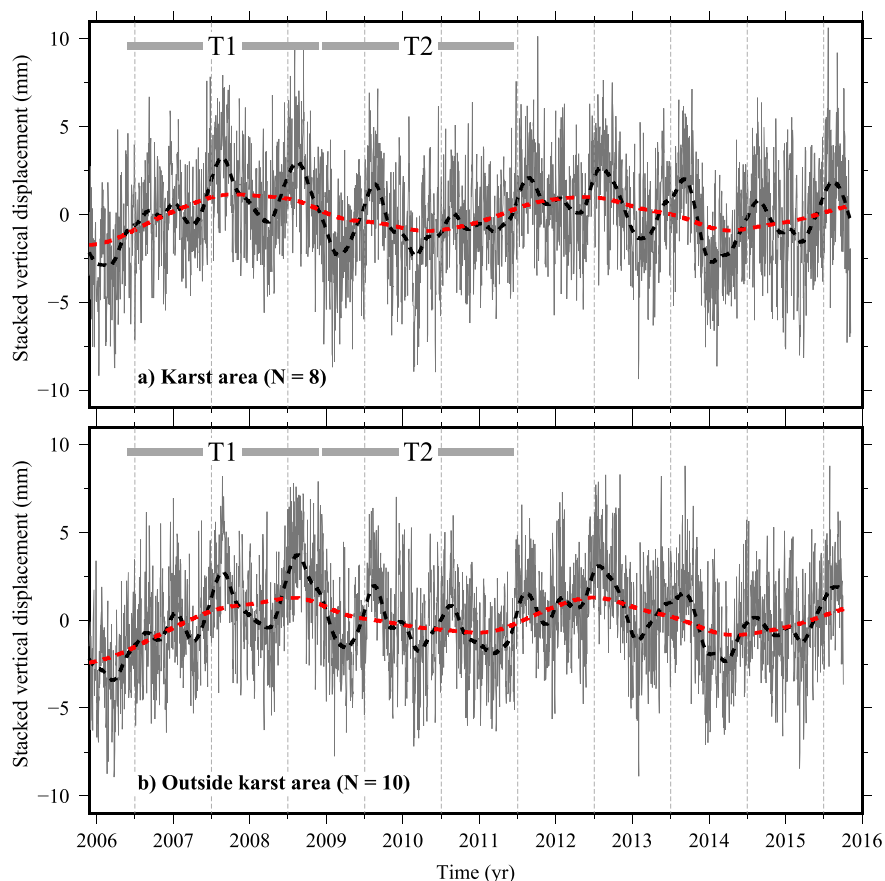 10
5
0
−5
−10
Stacked vertical displacement (mm)
T1 T2
a) Karst area (N = 8)
10
5
0
−5
−10
Stacked vertical displacement (mm)
T1 T2
b) Outside karst area (N = 10)
2006 2007 2008 2009 2010 2011 2012 2013 2014 2015 2016
Time (yr)